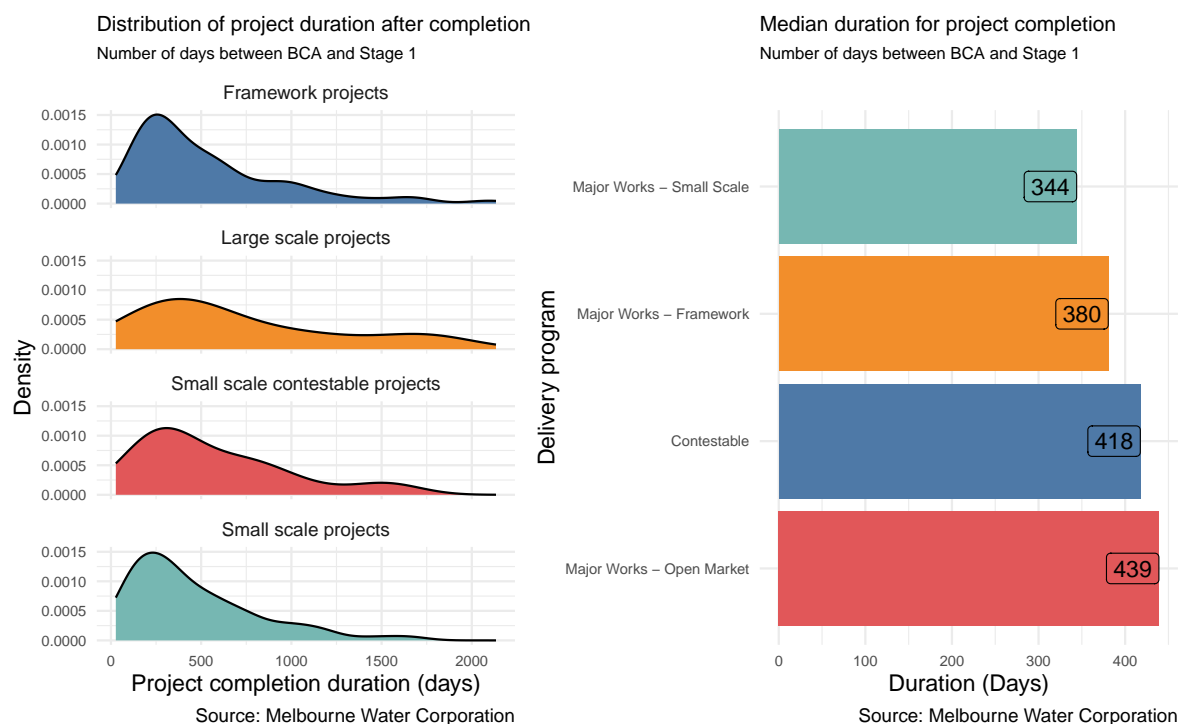 Distribution of project duration after completion
Number of days between BCA and Stage 1
Framework projects
0.0015
0.0010
0.0005
0.0000
Large scale projects
0.0015
0.0010
0.0005
0.0000
Small scale contestable projects
0.0015
0.0010
0.0005
0.0000
Small scale projects
0.0015
0.0010
0.0005
0.0000
Density
0 500 1000 1500 2000
Project completion duration (days)
Source: Melbourne Water Corporation
Median duration for project completion
Number of days between BCA and Stage 1
Delivery program
Major Works − Small Scale 344
Major Works − Framework 380
Contestable 418
Major Works − Open Market 439
0 100 200 300 400
Duration (Days)
Source: Melbourne Water Corporation